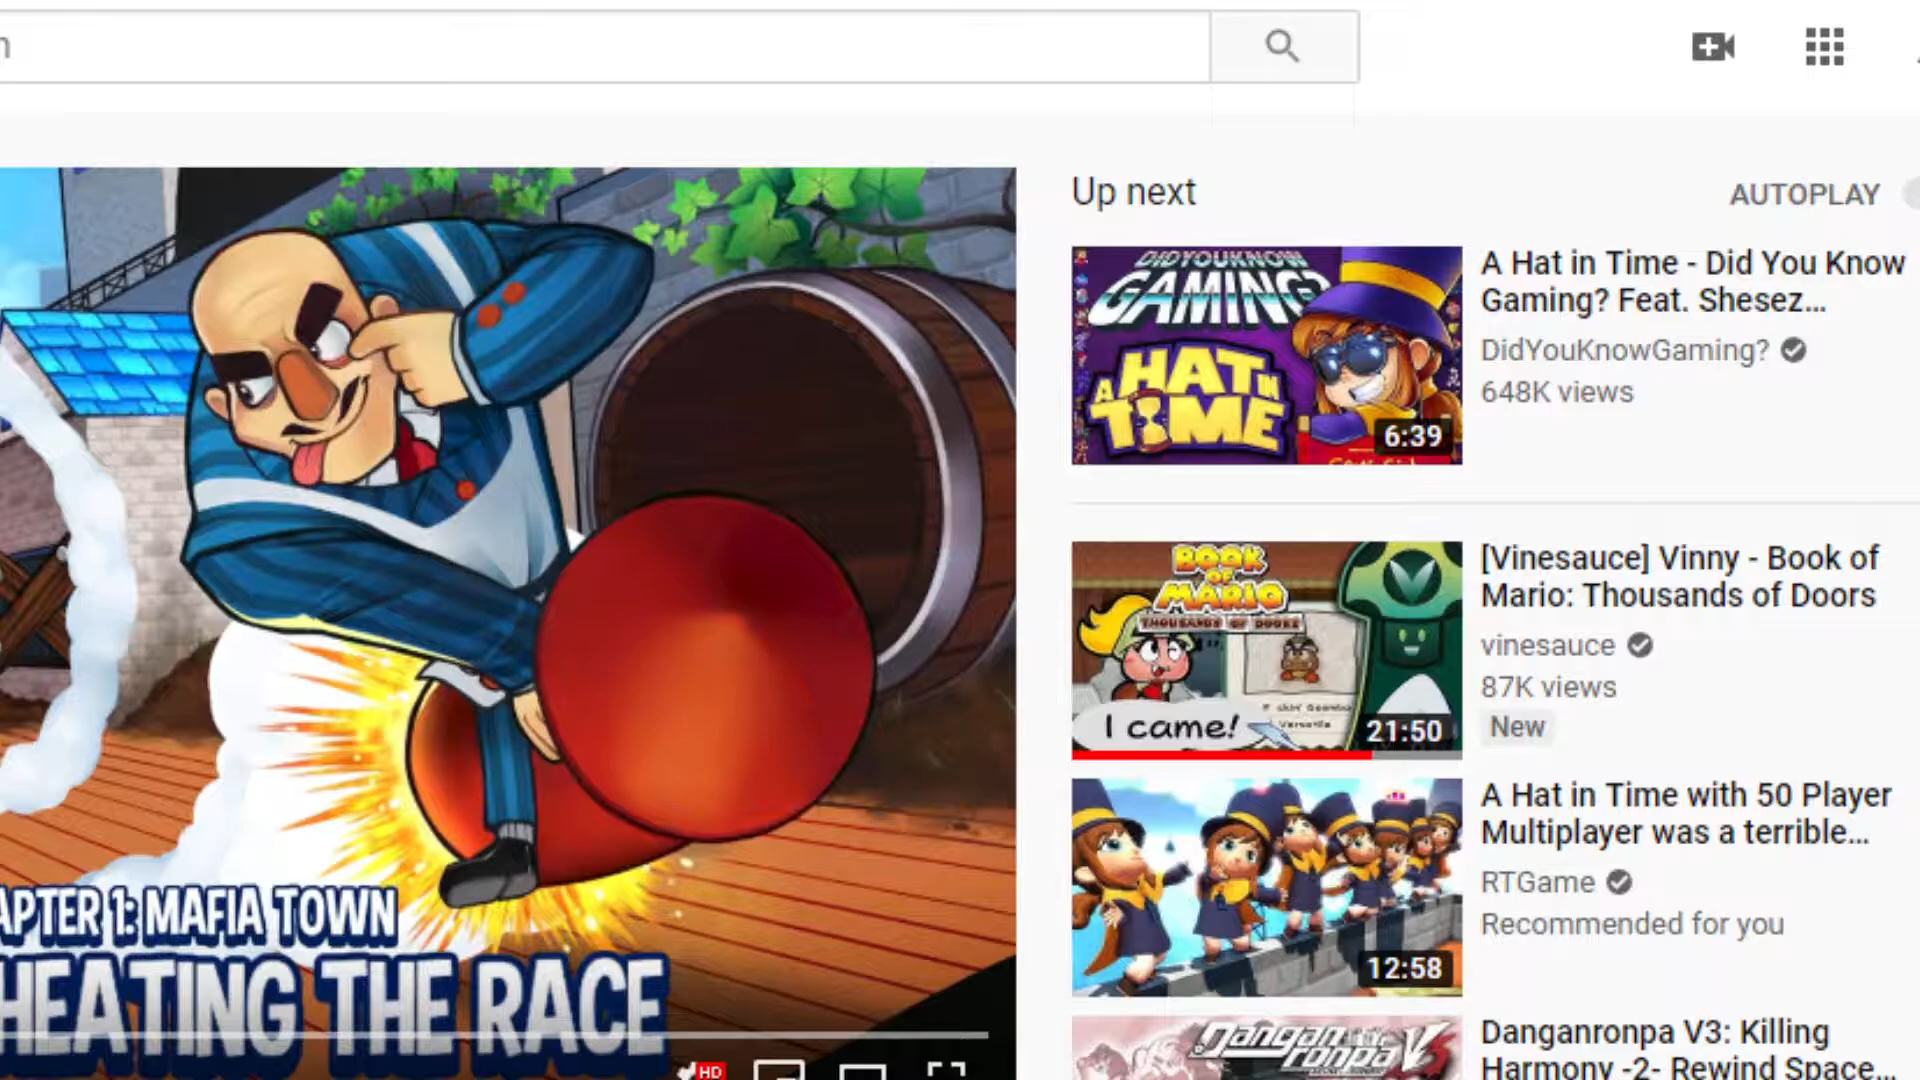 Up next
AUTOPLAY
DIDYOUKNOW
GAMING?
A HAT IN TIME
6:39
A Hat in Time - Did You Know
Gaming? Feat. Shesez...
DidYouKnowGaming?
648K views
BOOK
OF
MARIO
THOUSANDS OF DOORS
I came!
21:50
[Vinesauce] Vinny - Book of
Mario: Thousands of Doors
vinesauce
87K views
New
12:58
A Hat in Time with 50 Player
Multiplayer was a terrible...
RTGame
Recommended for you
Danganronpa V3
Danganronpa V3: Killing
Harmony -2- Rewind Space...
APTER 1: MAFIA TOWN
HEATING THE RACE
HD